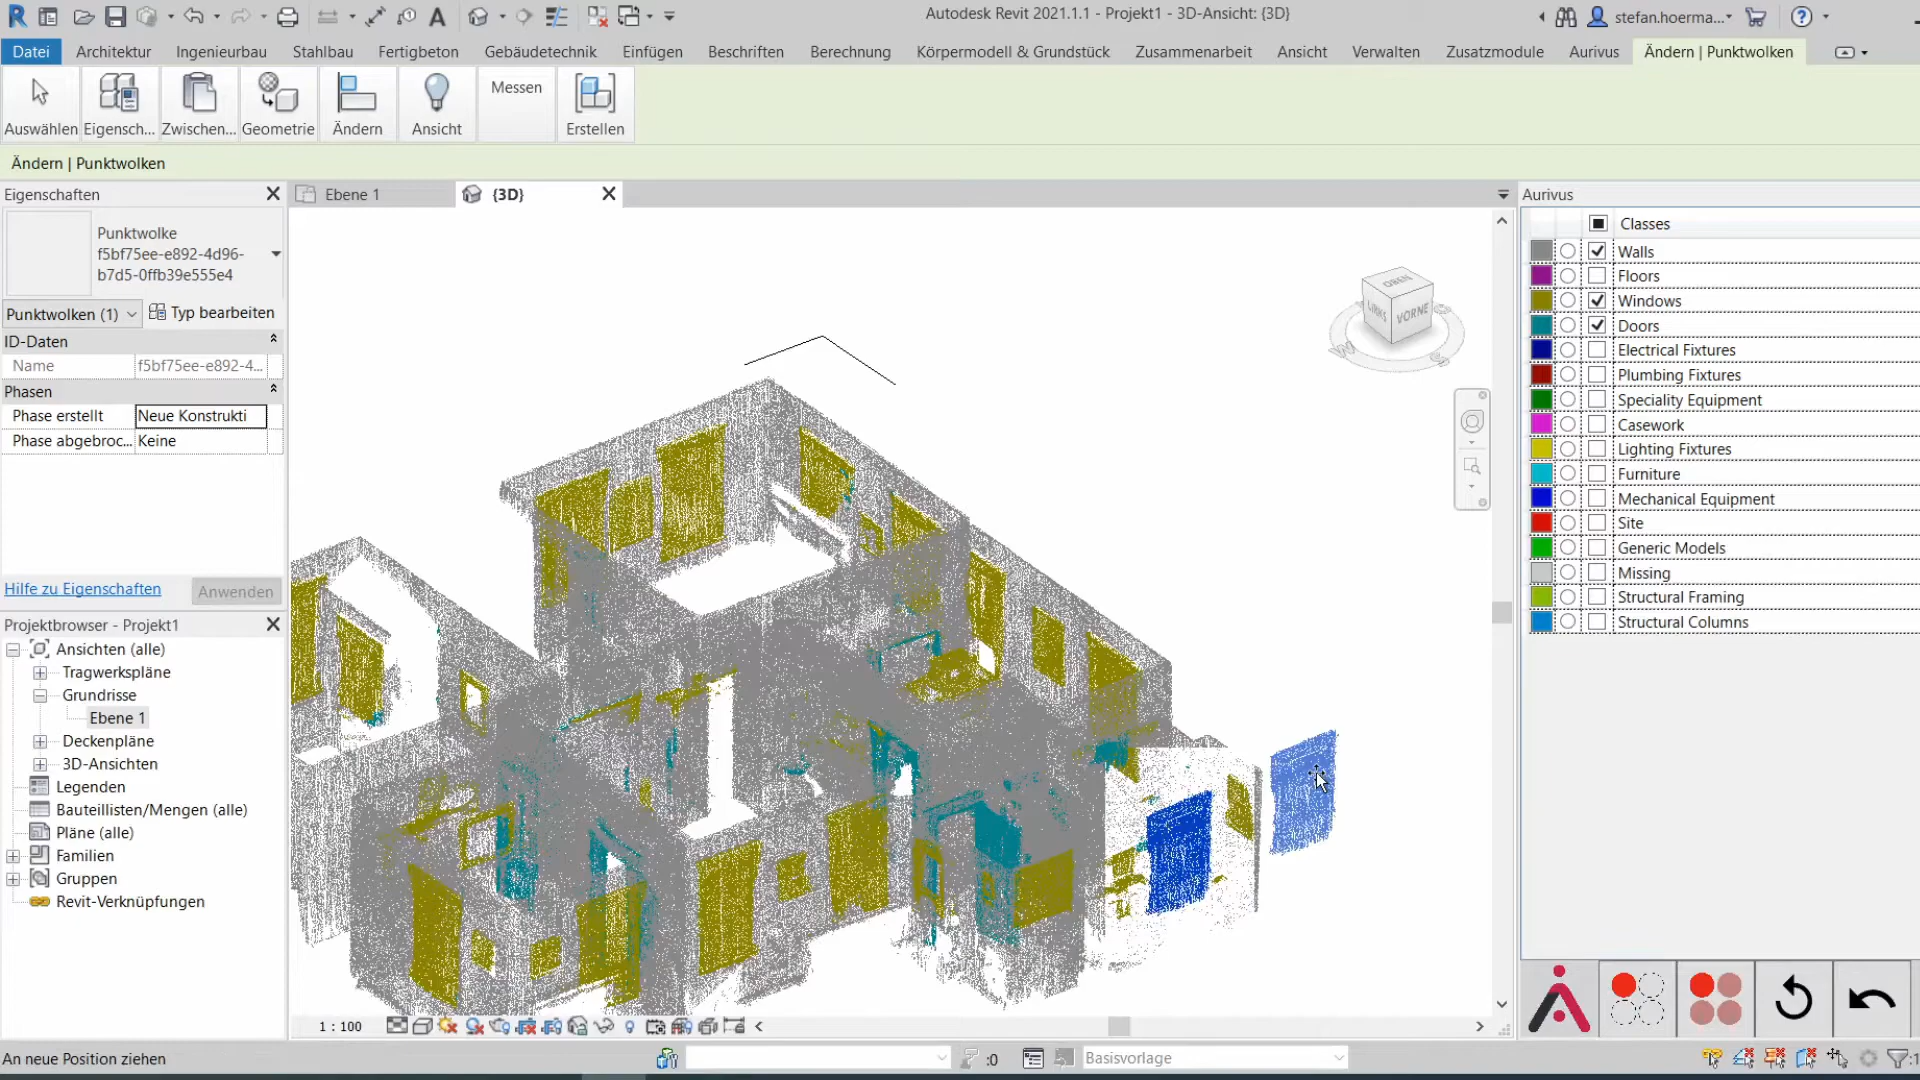 Autodesk Revit 2021.1.1 - Projekt1 - 3D-Ansicht: {3D}
stefan.hoerma...
Datei Architektur Ingenieurbau Stahlbau Fertigbeton Gebäudetechnik Einfügen Beschriften Berechnung Körpermodell & Grundstück Zusammenarbeit Ansicht Verwalten Zusatzmodule Aurivus Ändern | Punktwolken
Messen
Auswählen Eigensch... Zwischen... Geometrie Ändern Ansicht Erstellen
Ändern | Punktwolken
Eigenschaften
Punktwolke
f5bf75ee-e892-4d96-
b7d5-0ffb39e555e4
Punktwolken (1) Typ bearbeiten
ID-Daten
Name f5bf75ee-e892-4...
Phasen
Phase erstellt Neue Konstrukti
Phase abgebroc... Keine
Hilfe zu Eigenschaften Anwenden
Projektbrowser - Projekt1
Ansichten (alle)
Tragwerkspläne
Grundrisse
Ebene 1
Deckenpläne
3D-Ansichten
Legenden
Bauteillisten/Mengen (alle)
Pläne (alle)
Familien
Gruppen
Revit-Verknüpfungen
Ebene 1 {3D}
OBEN
LINKS VORNE
W S
Aurivus
Classes
Walls
Floors
Windows
Doors
Electrical Fixtures
Plumbing Fixtures
Speciality Equipment
Casework
Lighting Fixtures
Furniture
Mechanical Equipment
Site
Generic Models
Missing
Structural Framing
Structural Columns
1 : 100
An neue Position ziehen
:0
Basisvorlage
:1